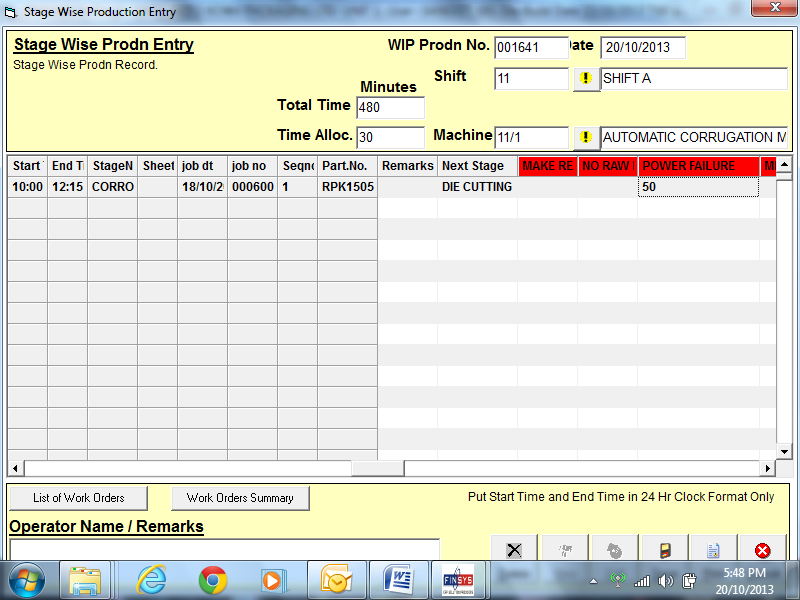 Stage Wise Production Entry
Stage Wise Prodn Entry
Stage Wise Prodn Record.
WIP Prodn No. 001641 Date 20/10/2013
Shift 11 SHIFT A
Minutes
Total Time 480
Time Alloc. 30 Machine 11/1 AUTOMATIC CORRUGATION M
Start End T StageN Sheet job dt job no Seqno Part.No. Remarks Next Stage MAKE RE NO RAW POWER FAILURE M
10:00 12:15 CORRO 18/10/2 000600 1 RPK1505 DIE CUTTING 50
List of Work Orders Work Orders Summary Put Start Time and End Time in 24 Hr Clock Format Only
Operator Name / Remarks
FINSYS
5:48 PM
20/10/2013